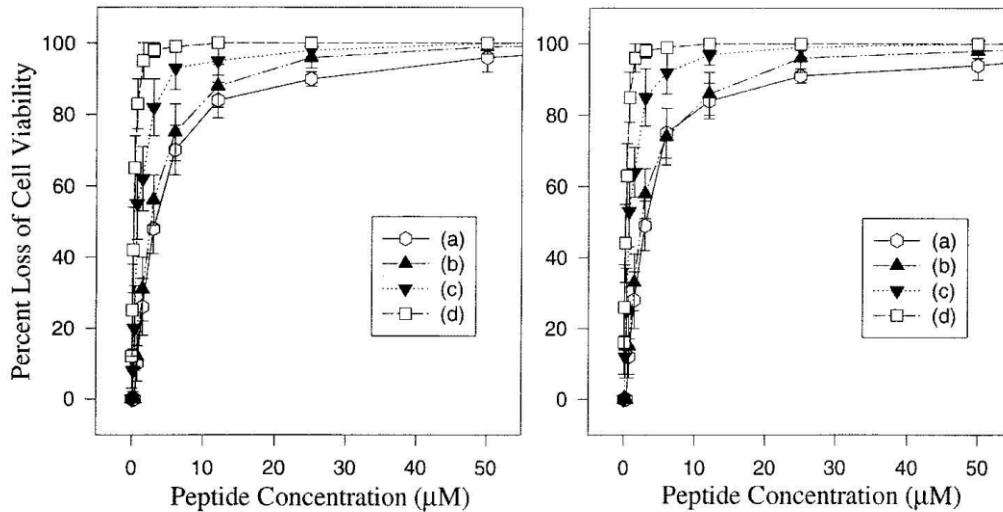 Percent Loss of Cell Viability
100
80
60
40
20
0
(a)
(b)
(c)
(d)
0 10 20 30 40 50
Peptide Concentration (μM)
100
80
60
40
20
0
(a)
(b)
(c)
(d)
0 10 20 30 40 50
Peptide Concentration (μM)